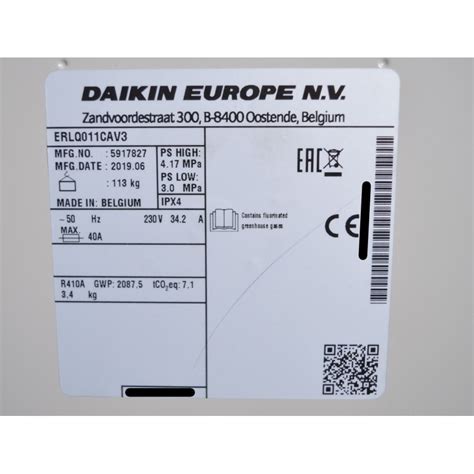 DAIKIN EUROPE N.V.
Zandvoordestraat 300, B-8400 Oostende, Belgium
ERLQ011CAV3
MFG.NO. : 5917827
MFG.DATE : 2019.06
: 113 kg
MADE IN: BELGIUM
PS HIGH:
4.17 MPa
PS LOW:
3.0 MPa
IPX4
~50 Hz 230 V 34.2 A
MAX.
40A
R410A GWP: 2087,5 tCO2eq: 7,1
3,4 kg
EAC
Contains fluorinated
greenhouse gases
CE